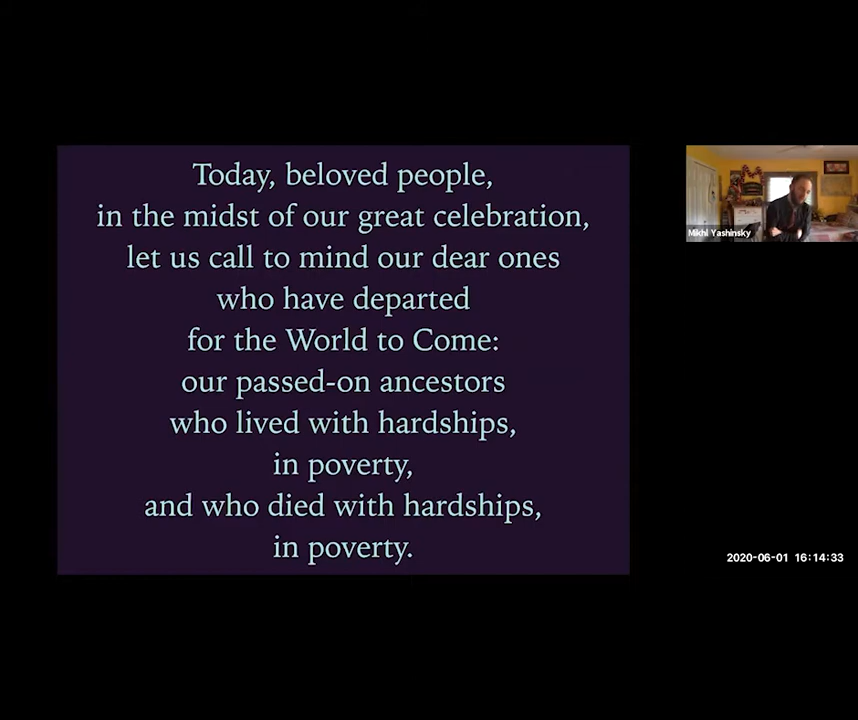 Today, beloved people,
in the midst of our great celebration,
let us call to mind our dear ones
who have departed
for the World to Come:
our passed-on ancestors
who lived with hardships,
in poverty,
and who died with hardships,
in poverty.
Mikhl Yashinsky
2020-06-01 16:14:33